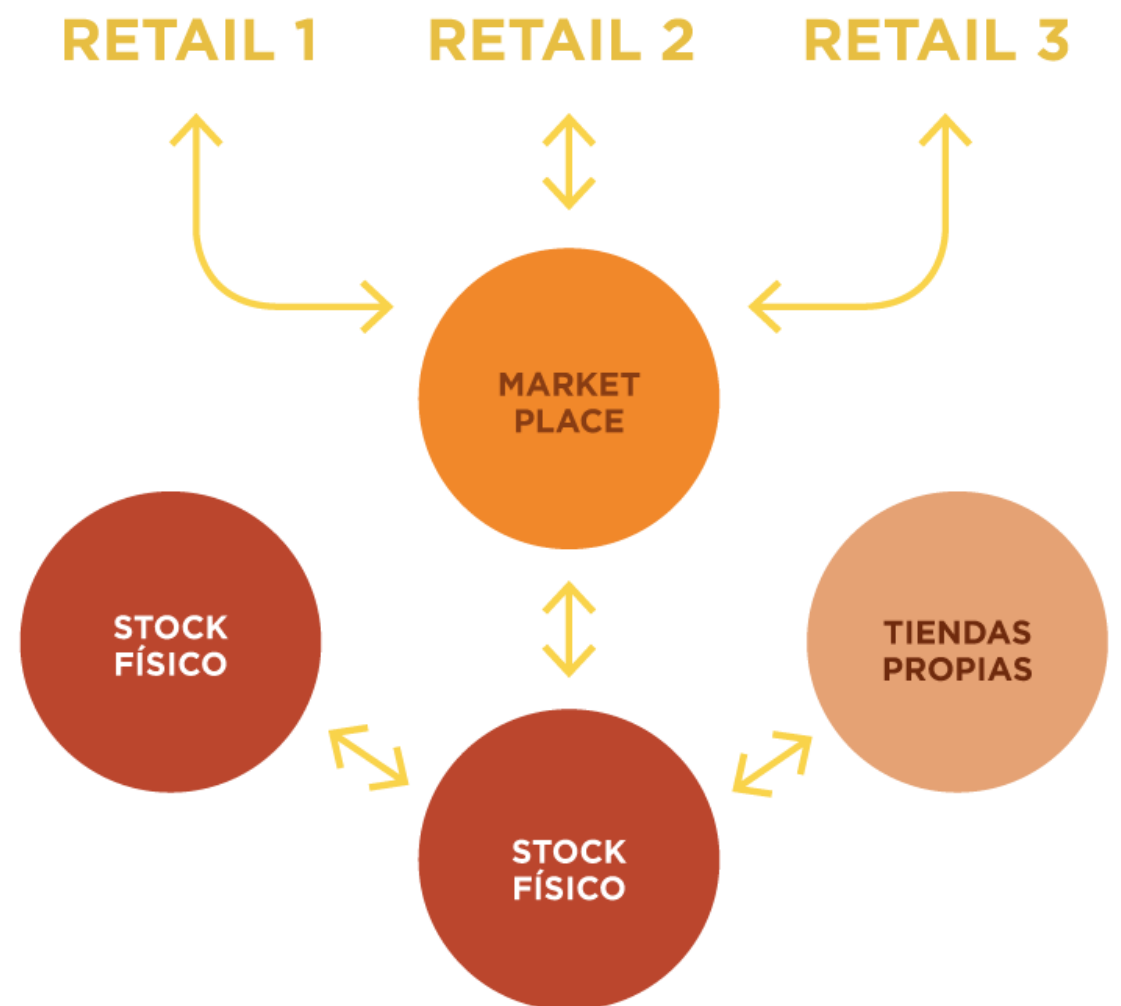 RETAIL 1
RETAIL 2
RETAIL 3
MARKET
PLACE
STOCK
FÍSICO
TIENDAS
PROPIAS
STOCK
FÍSICO